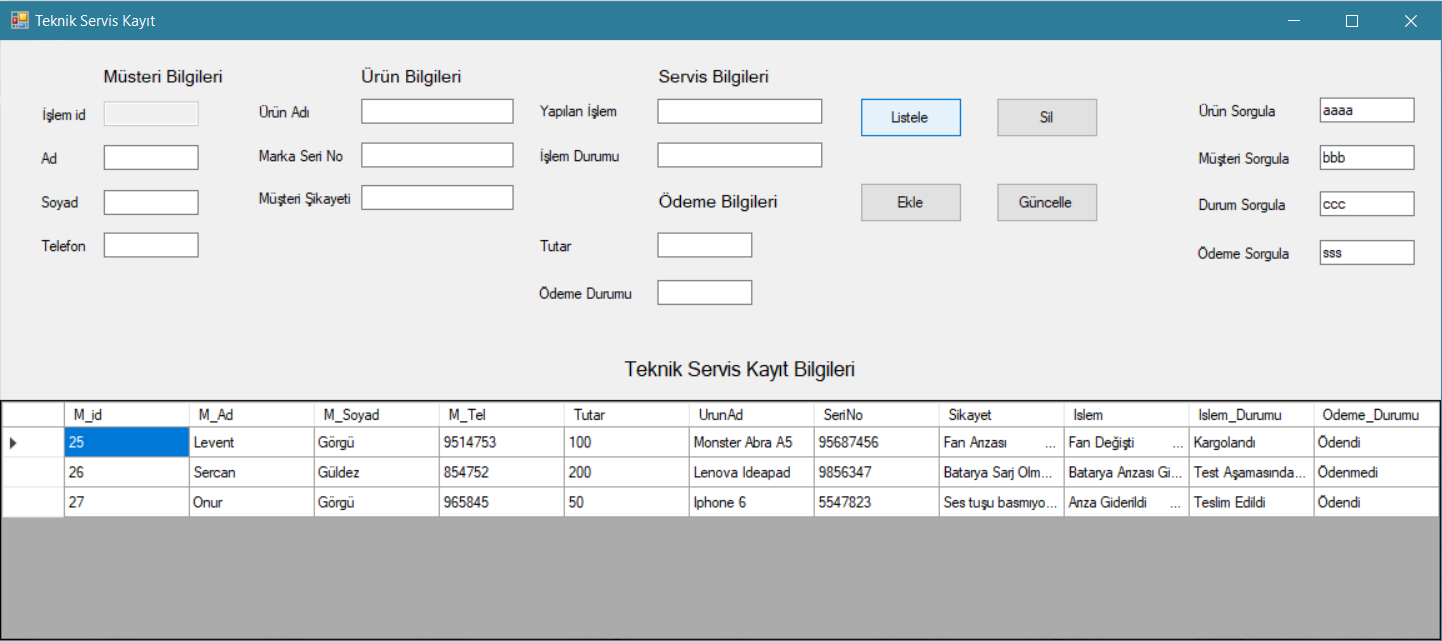 Teknik Servis Kayıt
Müsteri Bilgileri
İşlem id
Ad
Soyad
Telefon
Ürün Bilgileri
Ürün Adı
Marka Seri No
Müşteri Şikayeti
Servis Bilgileri
Yapılan İşlem
İşlem Durumu
Ödeme Bilgileri
Tutar
Ödeme Durumu
Listele Sil
Ekle Güncelle
Ürün Sorgula aaaa
Müşteri Sorgula bbb
Durum Sorgula ccc
Ödeme Sorgula sss
Teknik Servis Kayıt Bilgileri
M_id M_Ad M_Soyad M_Tel Tutar UrunAd SeriNo Sikayet Islem Islem_Durumu Odeme_Durumu
25 Levent Görgü 9514753 100 Monster Abra A5 95687456 Fan Arızası ... Fan Değişti ... Kargolandı Ödendi
26 Sercan Güldez 854752 200 Lenova Ideapad 9856347 Batarya Sarj Olm... Batarya Arızası Gi... Test Aşamasında... Ödenmedi
27 Onur Görgü 965845 50 Iphone 6 5547823 Ses tuşu basmıyo... Arıza Giderildi ... Teslim Edildi Ödendi